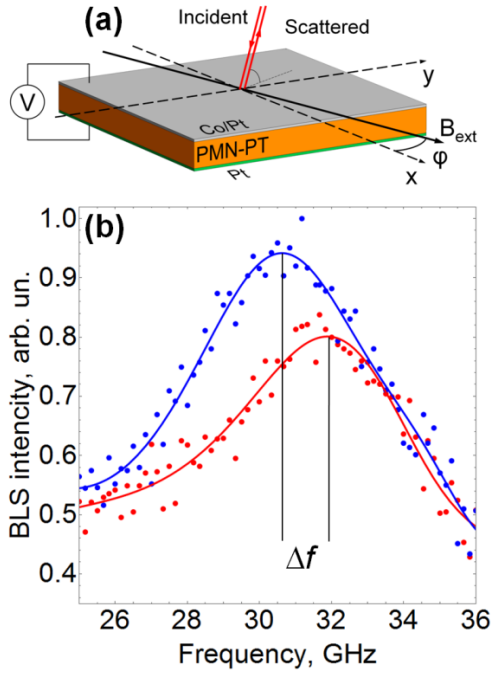 (a)
Incident
Scattered
V
y
Co/Pt
PMN-PT
Pt
B_ext
φ
x
(b)
1.0
0.9
0.8
0.7
0.6
0.5
0.4
BLS intencity, arb. un.
Δf
26 28 30 32 34 36
Frequency, GHz